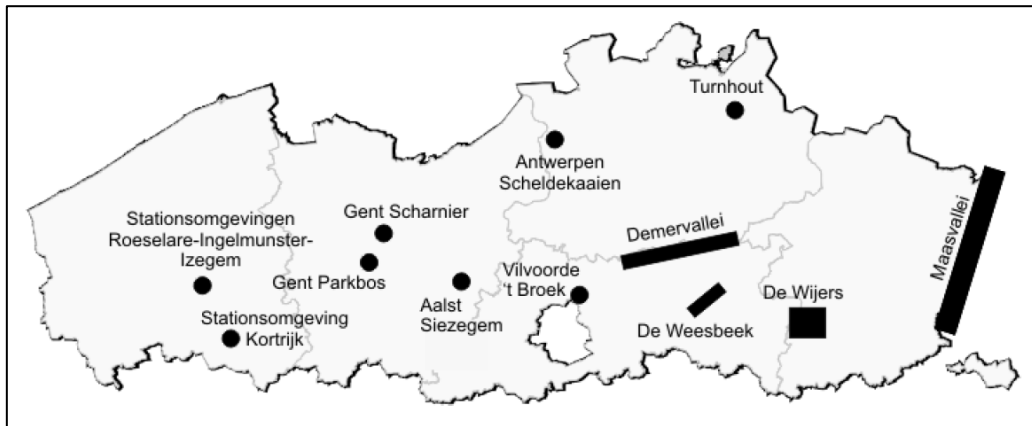 Turnhout
Antwerpen
Scheldekaaien
Stationsomgevingen
Roeselare-Ingelmunster-
Izegem
Gent Scharnier
Demervallei
Maasvallei
Gent Parkbos
Vilvoorde
't Broek
Aalst
Siezegem
De Wijers
Stationsomgeving
Kortrijk
De Weesbeek